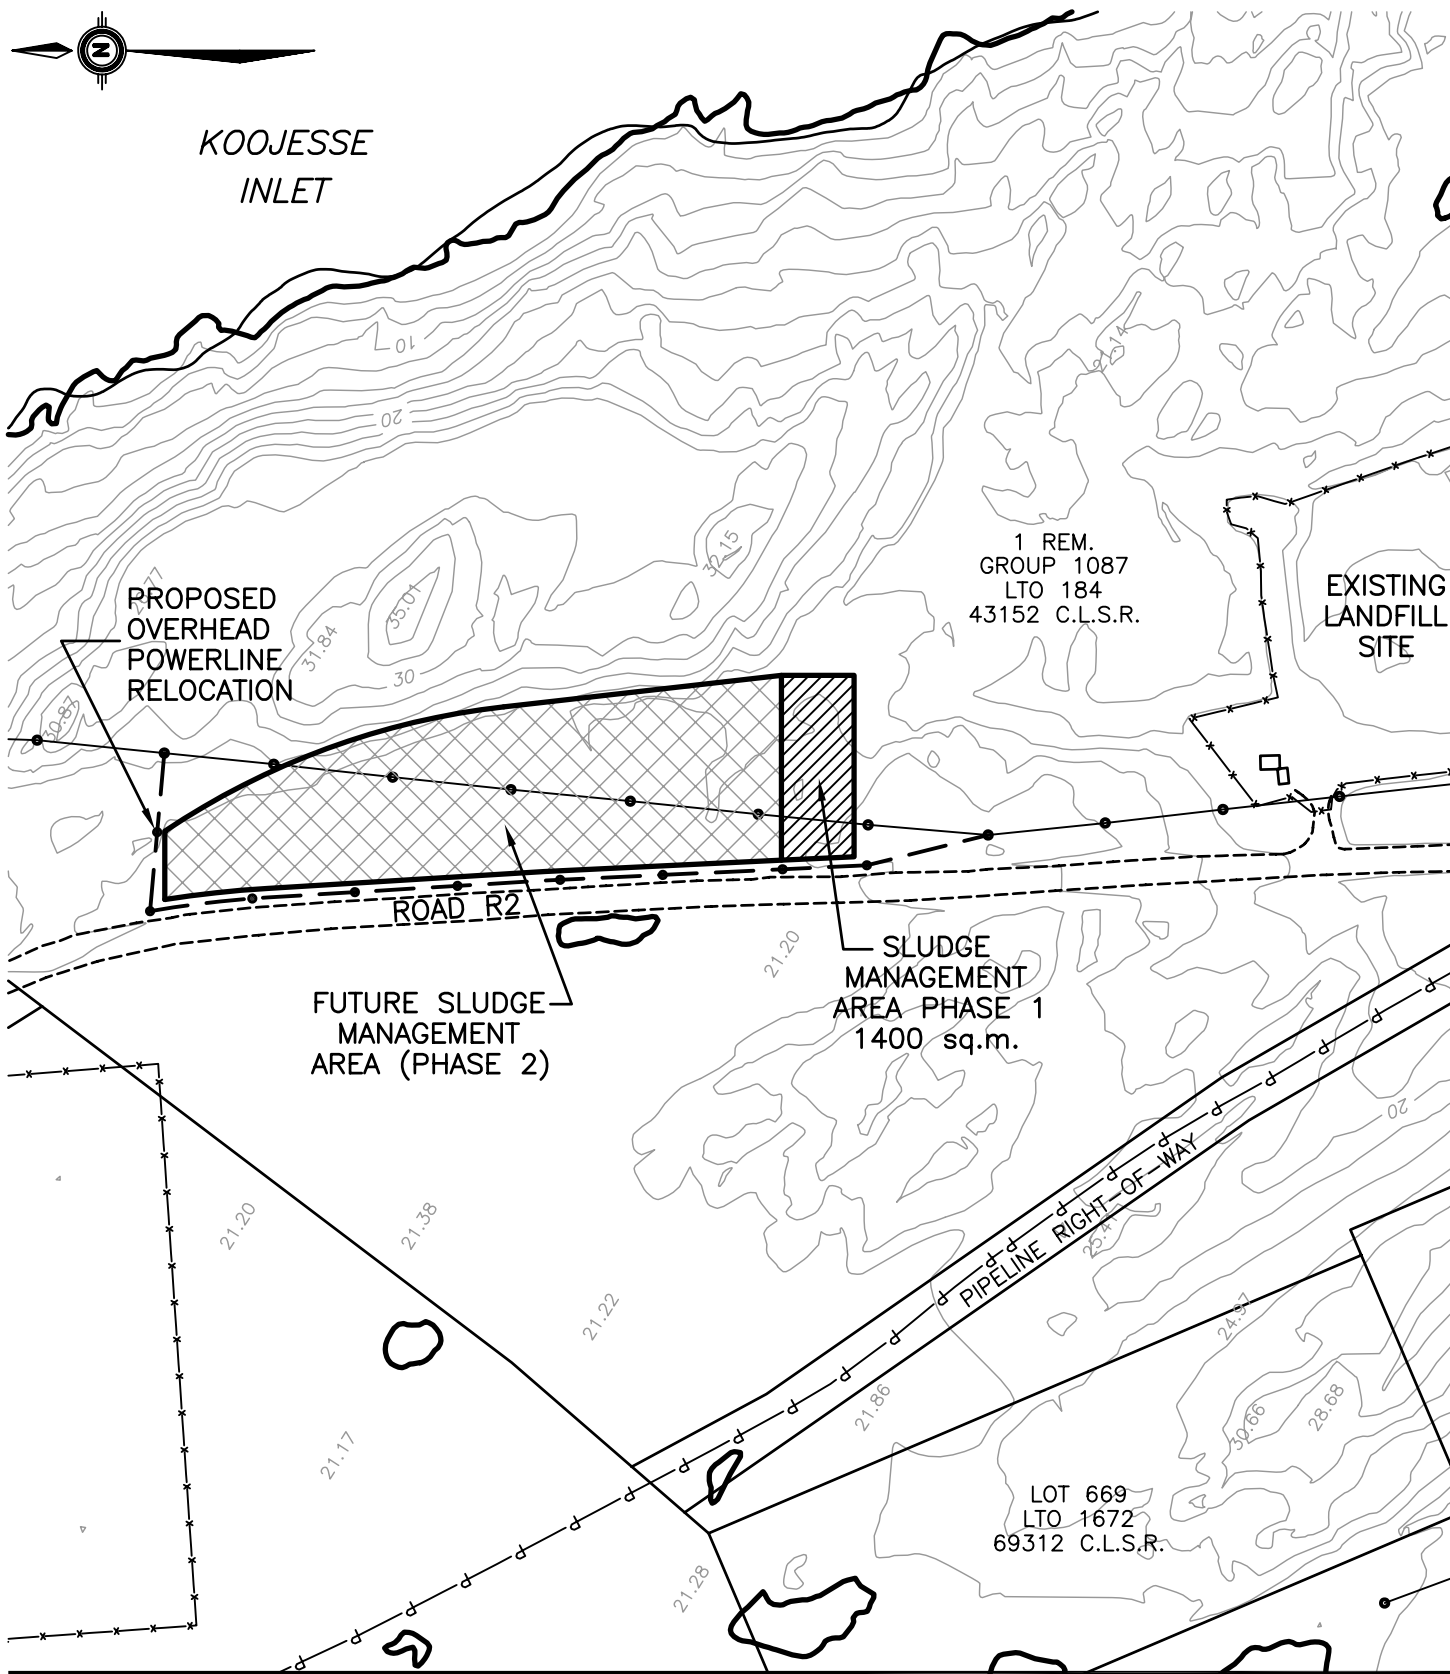 N
KOOJESSE
INLET
10
20
27.14
32.15
35.01
31.84
30
30.87
PROPOSED
OVERHEAD
POWERLINE
RELOCATION
1 REM.
GROUP 1087
LTO 184
43152 C.L.S.R.
EXISTING
LANDFILL
SITE
ROAD R2
21.20
SLUDGE
MANAGEMENT
AREA PHASE 1
1400 sq.m.
FUTURE SLUDGE
MANAGEMENT
AREA (PHASE 2)
20
PIPELINE RIGHT-OF-WAY
21.20
21.38
21.22
24.97
21.86
30.66
28.68
21.17
LOT 669
LTO 1672
69312 C.L.S.R.
21.28